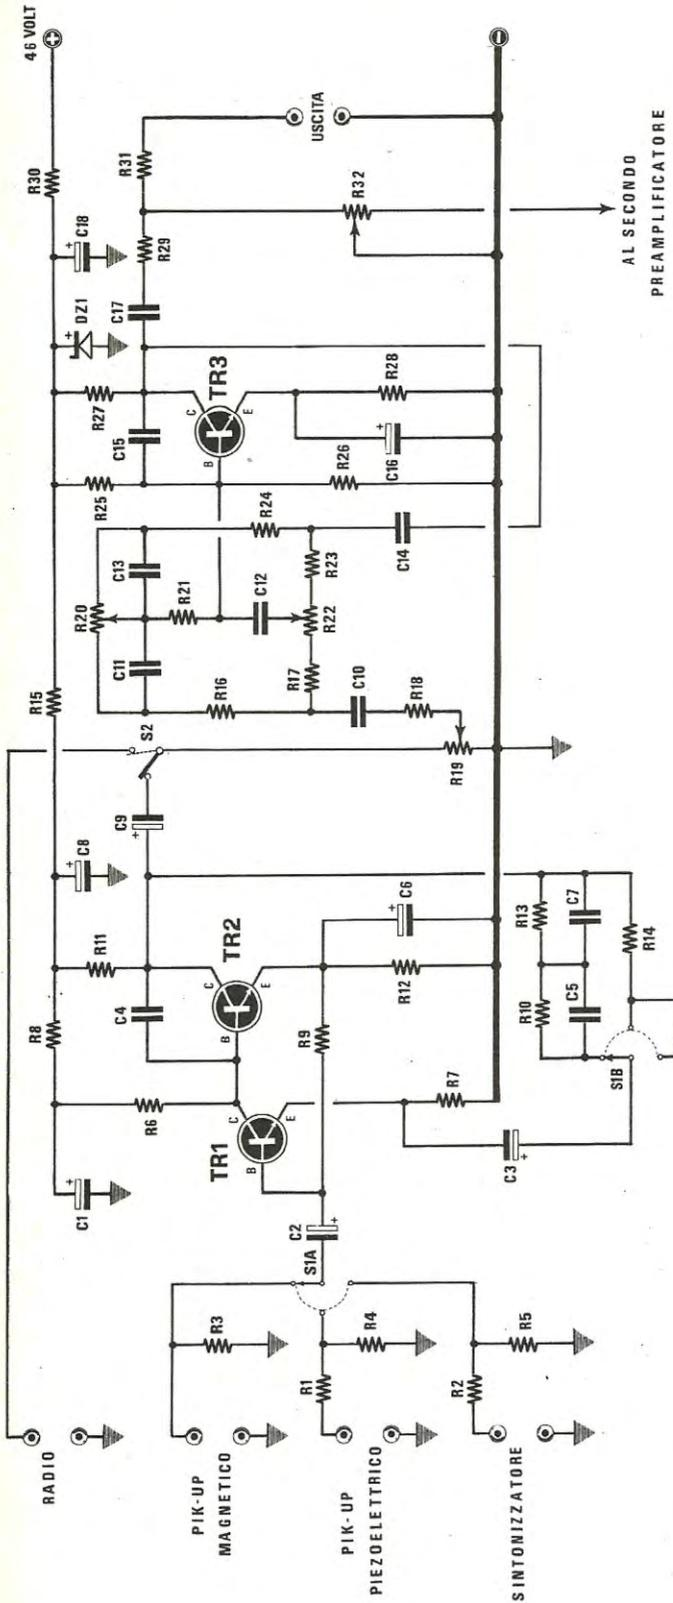 46 VOLT
R30
C18
DZ1
R27
R25
R15
C8
R11
R8
C1
S2
R20
C13
C11
C15
C17
R29
R31
USCITA
C9
C4
R6
TR1
B
C
E
TR2
B
C
E
TR3
B
C
E
R21
C12
R24
R16
R17
R22
R23
C14
C10
R18
R19
R26
C16
R28
R32
R9
C6
R12
R7
C3
C2
S1A
R3
R1
R4
R2
R5
RADIO
PIK-UP
MAGNETICO
PIK-UP
PIEZOELETTRICO
SINTONIZZATORE
R13
C7
R10
C5
R14
S1B
AL SECONDO
PREAMPLIFICATORE